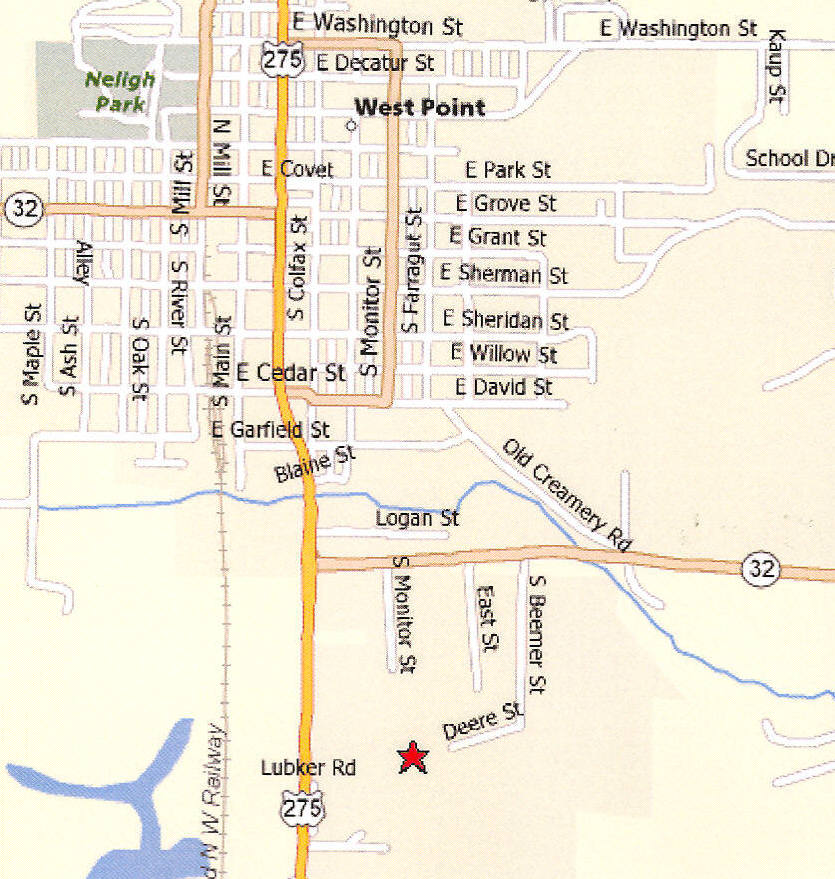 E Washington St
E Washington St
275
E Decatur St
Kaup St
Neligh
Park
West Point
N Mill St
School Dr
S Mill St
E Covet
E Park St
32
E Grove St
E Grant St
Alley
S Colfax St
S Farragut St
E Sherman St
S River St
S Monitor St
S Maple St
S Ash St
S Oak St
S Main St
E Sheridan St
E Willow St
E Cedar St
E David St
E Garfield St
Blaine St
Old Creamery Rd
Logan St
32
S Monitor St
East St
S Beemer St
Deere St
Lubker Rd
275
d N W Railway